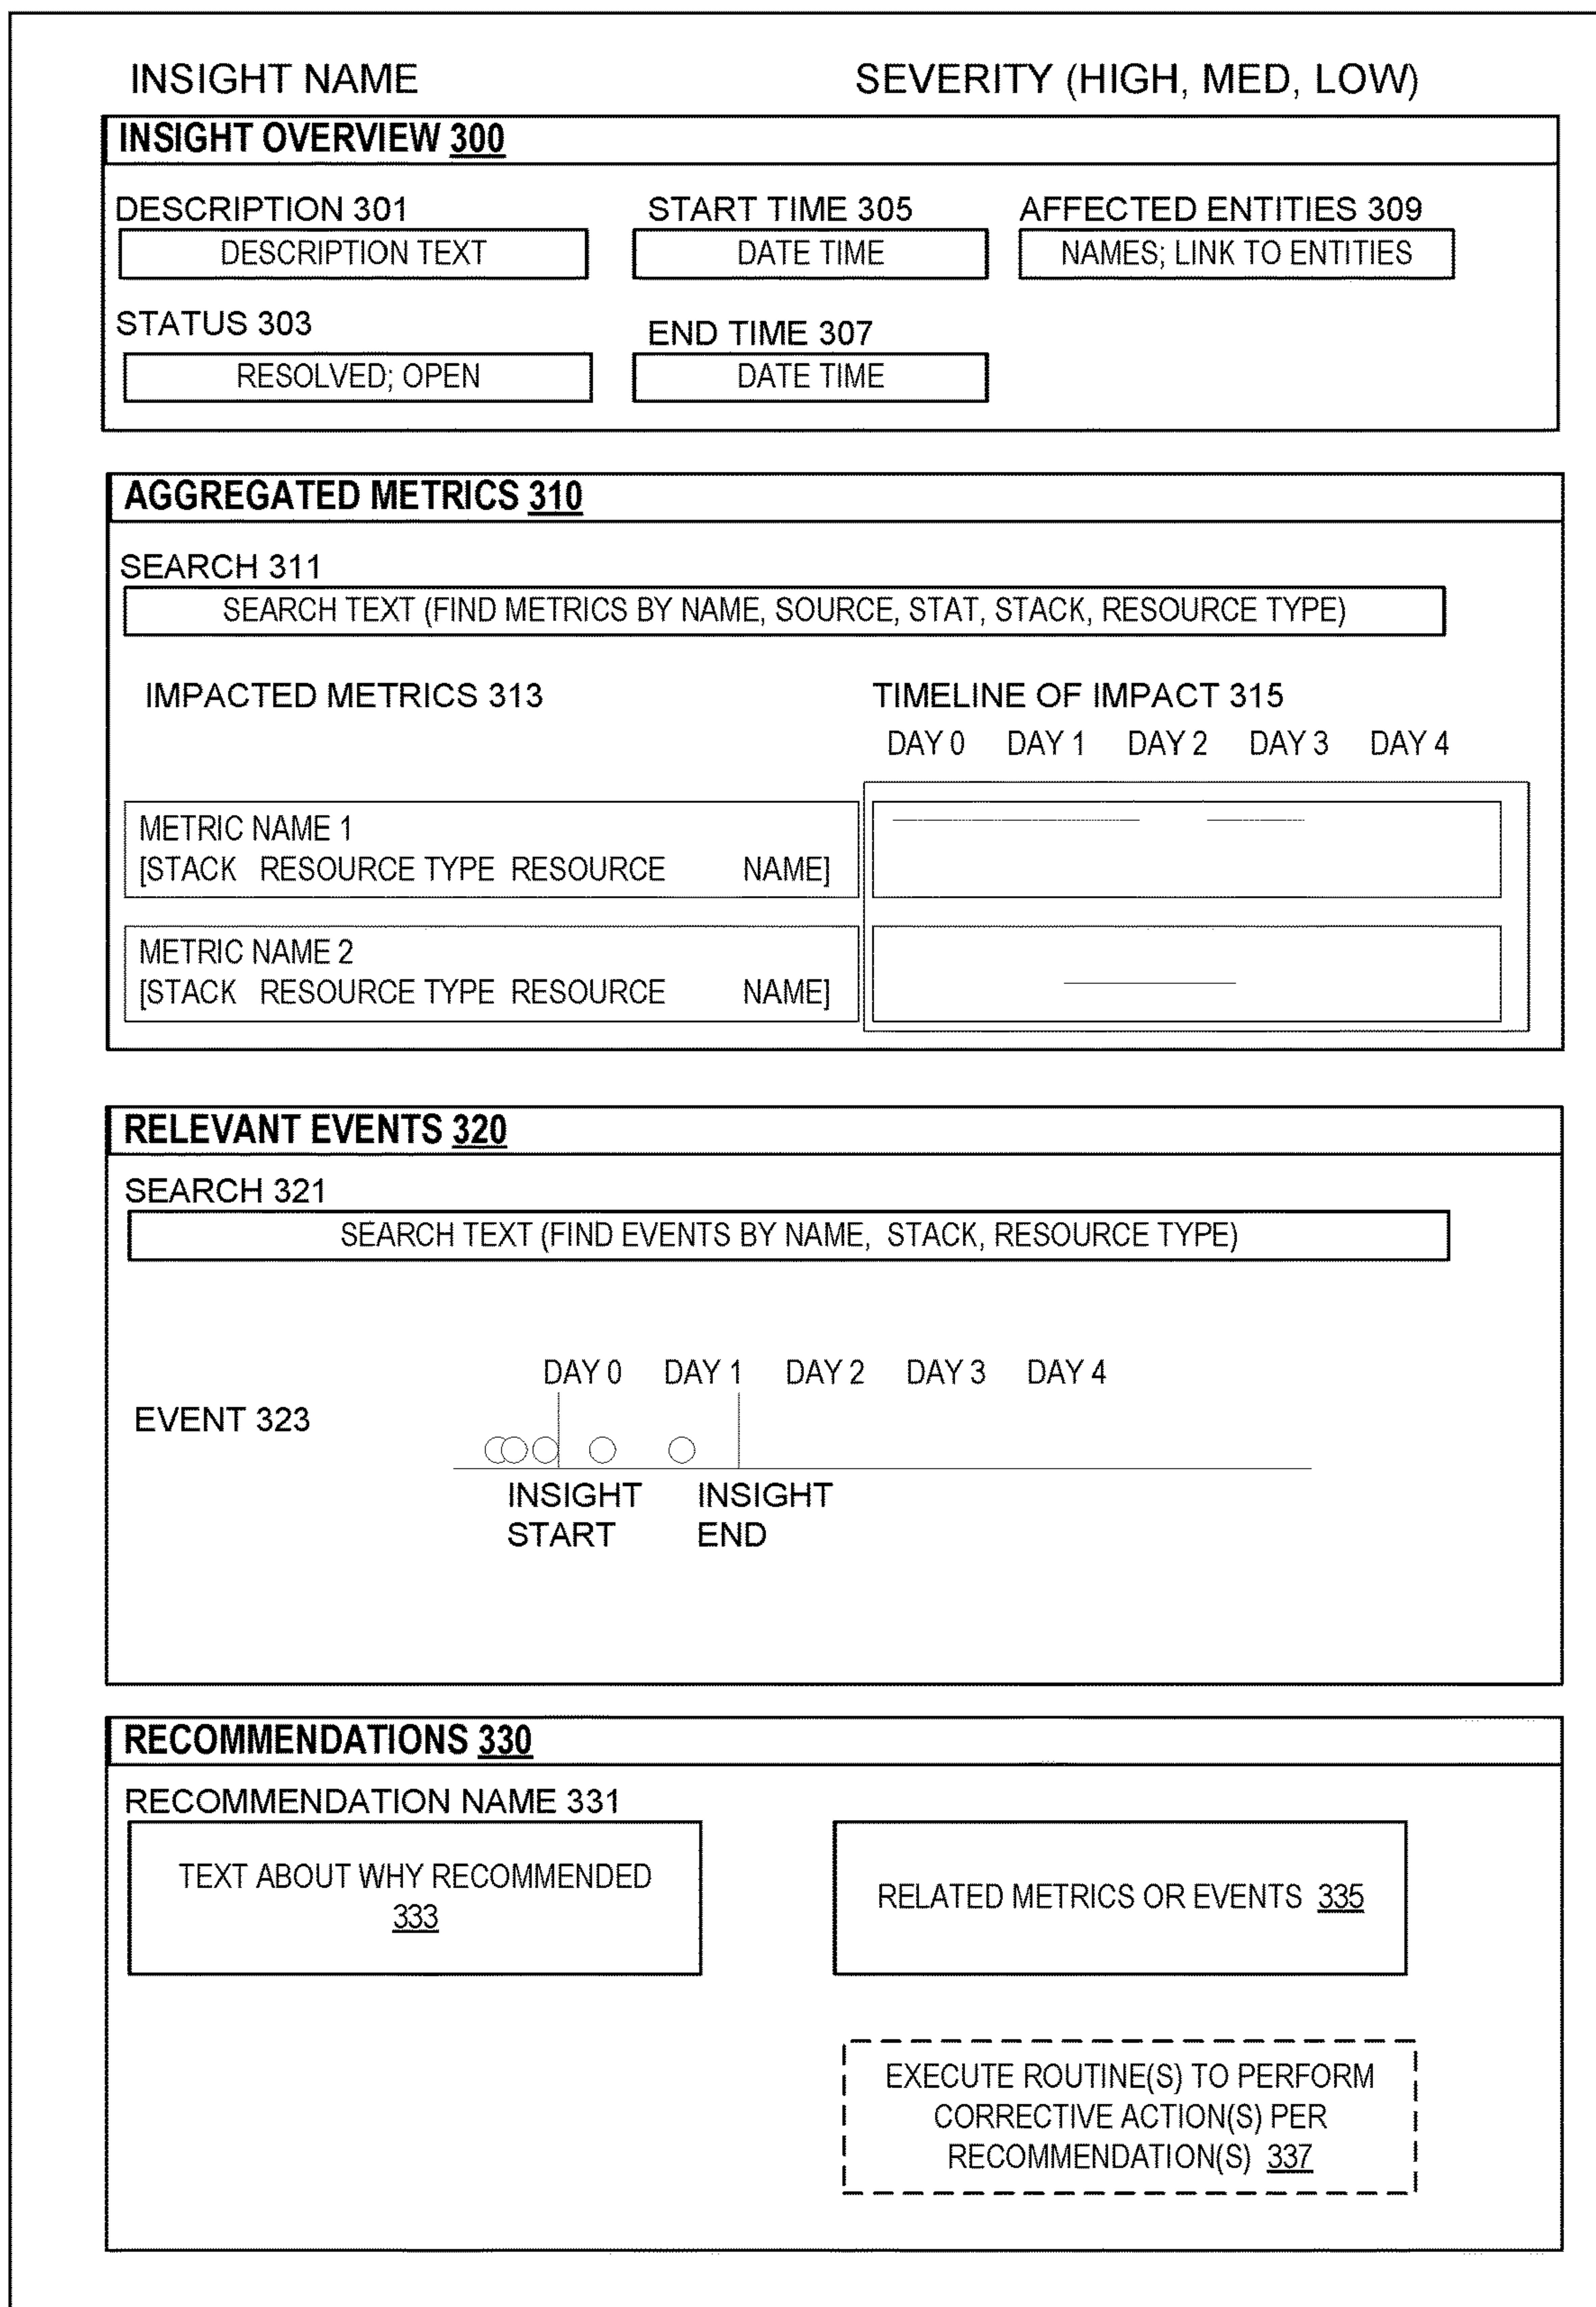 INSIGHT NAME SEVERITY (HIGH, MED, LOW)
INSIGHT OVERVIEW 300
DESCRIPTION 301 START TIME 305 AFFECTED ENTITIES 309
DESCRIPTION TEXT DATE TIME NAMES; LINK TO ENTITIES
STATUS 303 END TIME 307
RESOLVED; OPEN DATE TIME
AGGREGATED METRICS 310
SEARCH 311
SEARCH TEXT (FIND METRICS BY NAME, SOURCE, STAT, STACK, RESOURCE TYPE)
IMPACTED METRICS 313 TIMELINE OF IMPACT 315
DAY 0 DAY 1 DAY 2 DAY 3 DAY 4
METRIC NAME 1
[STACK RESOURCE TYPE RESOURCE NAME]
METRIC NAME 2
[STACK RESOURCE TYPE RESOURCE NAME]
RELEVANT EVENTS 320
SEARCH 321
SEARCH TEXT (FIND EVENTS BY NAME, STACK, RESOURCE TYPE)
DAY 0 DAY 1 DAY 2 DAY 3 DAY 4
EVENT 323
INSIGHT INSIGHT
START END
RECOMMENDATIONS 330
RECOMMENDATION NAME 331
TEXT ABOUT WHY RECOMMENDED
333
RELATED METRICS OR EVENTS 335
EXECUTE ROUTINE(S) TO PERFORM
CORRECTIVE ACTION(S) PER
RECOMMENDATION(S) 337